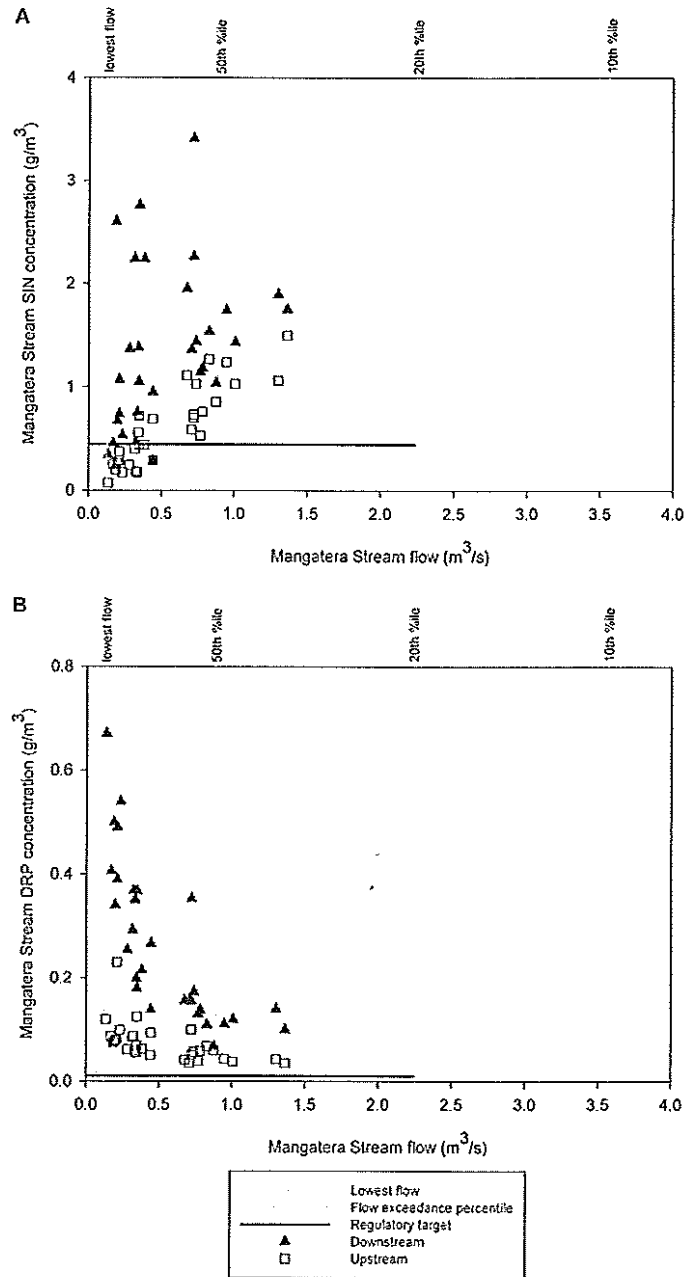 A
lowest flow
50th %ile
20th %ile
10th %ile
Mangatera Stream SIN concentration (g/m³)
4
3
2
1
0
0.0 0.5 1.0 1.5 2.0 2.5 3.0 3.5 4.0
Mangatera Stream flow (m³/s)
B
lowest flow
50th %ile
20th %ile
10th %ile
Mangatera Stream DRP concentration (g/m³)
0.8
0.6
0.4
0.2
0.0
0.0 0.5 1.0 1.5 2.0 2.5 3.0 3.5 4.0
Mangatera Stream flow (m³/s)
Lowest flow
Flow exceedance percentile
Regulatory target
Downstream
Upstream